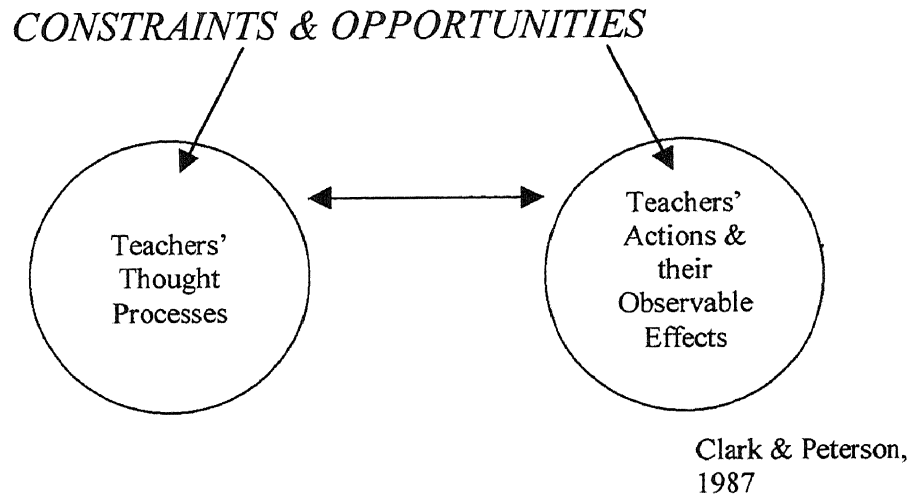 CONSTRAINTS & OPPORTUNITIES
Teachers’
Thought
Processes
Teachers’
Actions &
their
Observable
Effects
Clark & Peterson,
1987